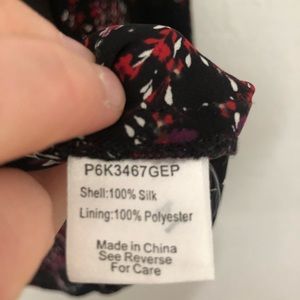 P6K3467GEP
Shell:100% Silk
Lining:100% Polyester
Made in China
See Reverse
For Care